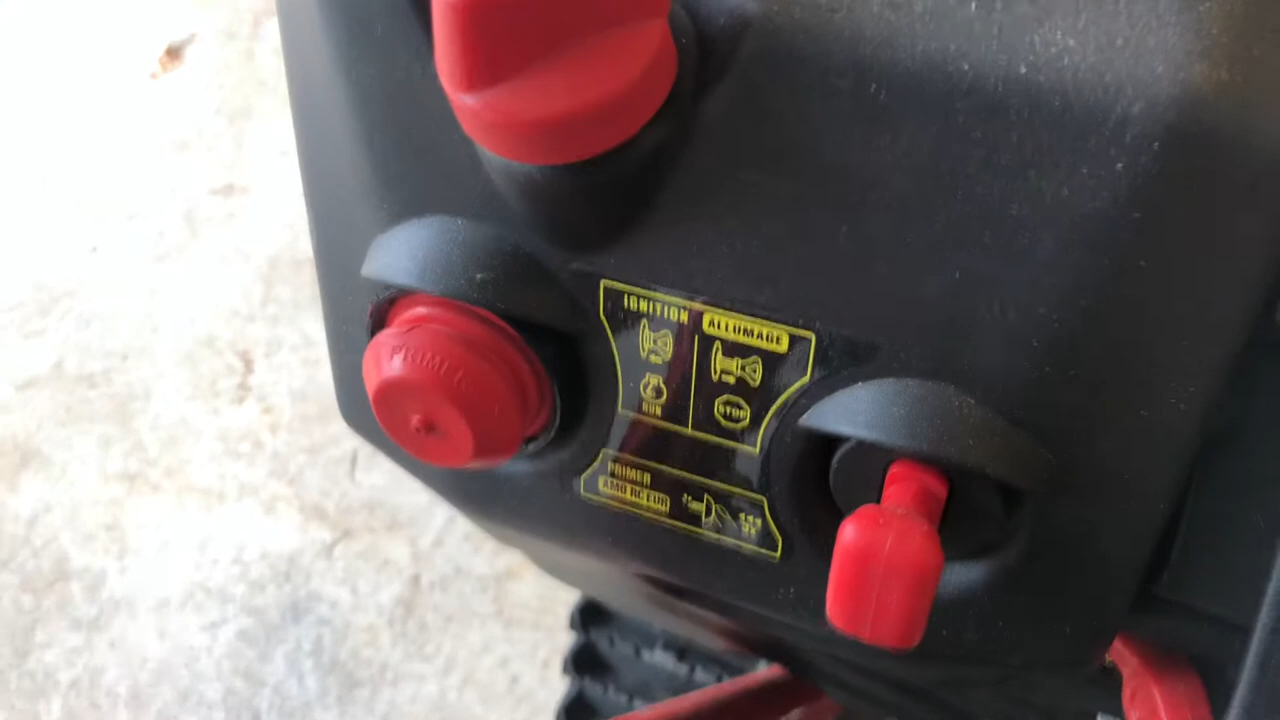 IGNITION
ALLUMAGE
RUN
STOP
PRIMER
PRIMER
AMORCEUR